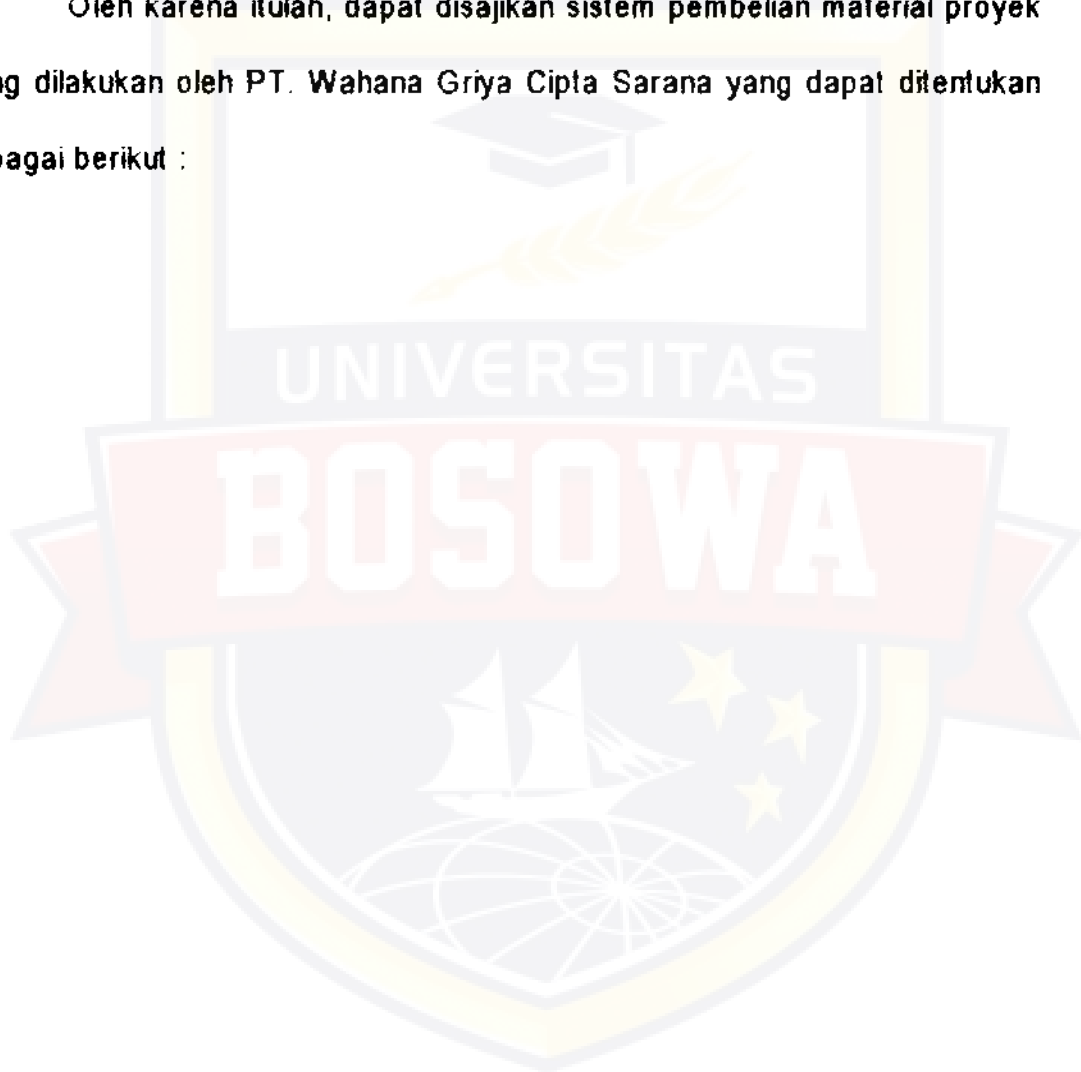 Oleh karena itulah, dapat disajikan sistem pembelian material proyek
ng dilakukan oleh PT. Wahana Griya Cipta Sarana yang dapat ditentukan
bagai berikut :
UNIVERSITAS
BOSOWA